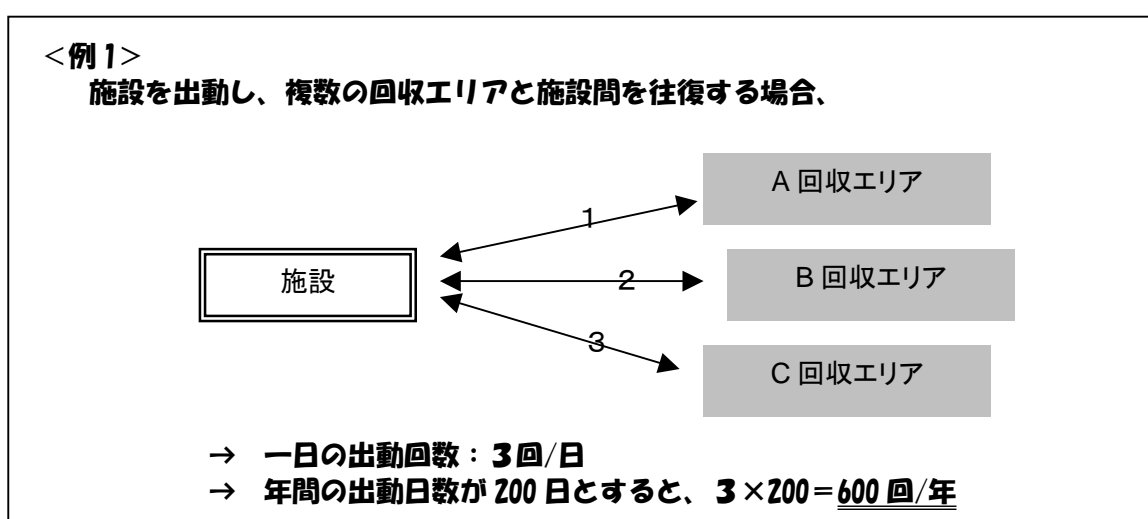 <例1>
施設を出動し、複数の回収エリアと施設間を往復する場合、
A 回収エリア
1
施設
2
B 回収エリア
3
C 回収エリア
→ 一日の出動回数：3回/日
→ 年間の出動日数が 200 日とすると、3×200＝600 回/年